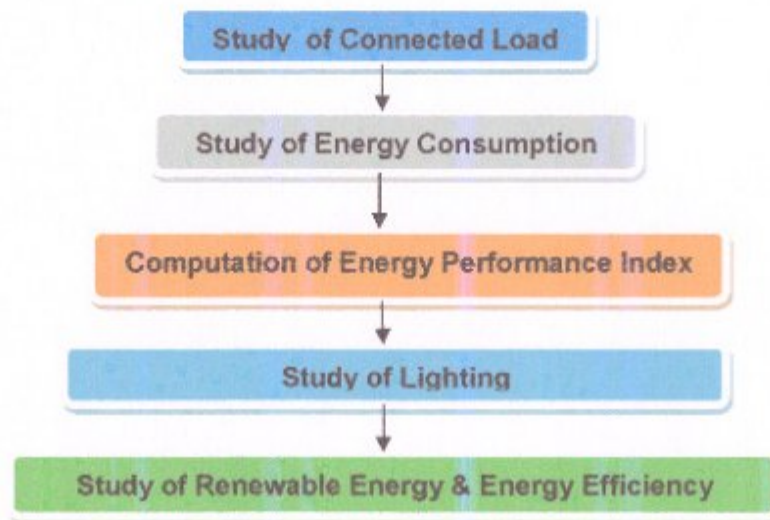 Study of Connected Load
Study of Energy Consumption
Computation of Energy Performance Index
Study of Lighting
Study of Renewable Energy & Energy Efficiency